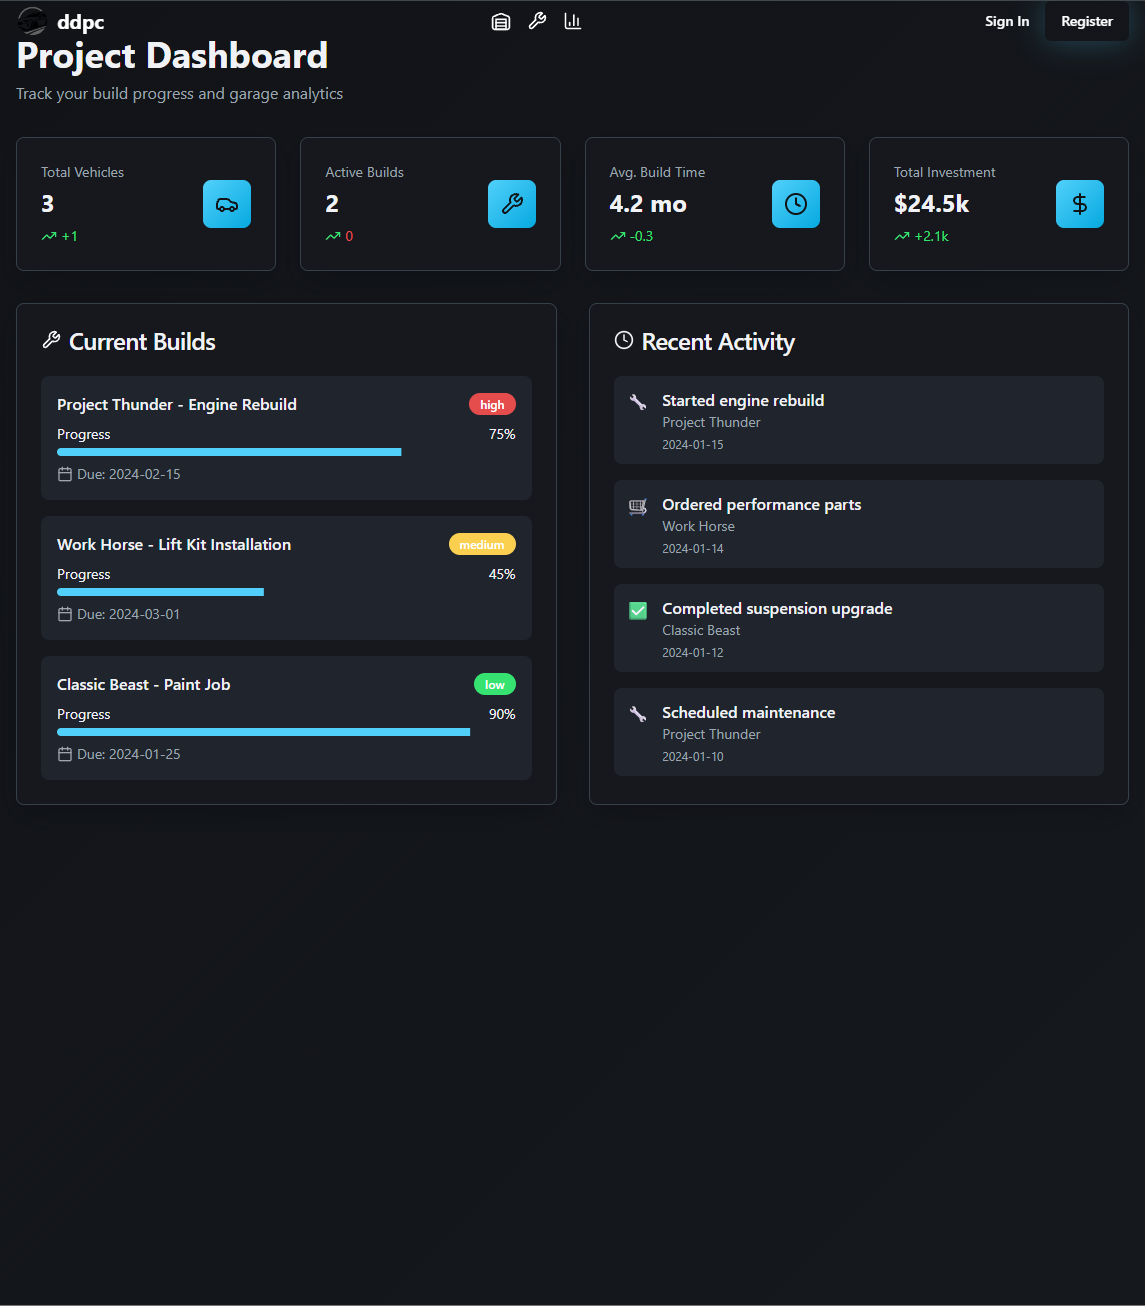 ddpc
Sign In
Register
Project Dashboard
Track your build progress and garage analytics
Total Vehicles
3
+1
Active Builds
2
0
Avg. Build Time
4.2 mo
-0.3
Total Investment
$24.5k
+2.1k
Current Builds
Project Thunder - Engine Rebuild
high
Progress
75%
Due: 2024-02-15
Work Horse - Lift Kit Installation
medium
Progress
45%
Due: 2024-03-01
Classic Beast - Paint Job
low
Progress
90%
Due: 2024-01-25
Recent Activity
Started engine rebuild
Project Thunder
2024-01-15
Ordered performance parts
Work Horse
2024-01-14
Completed suspension upgrade
Classic Beast
2024-01-12
Scheduled maintenance
Project Thunder
2024-01-10